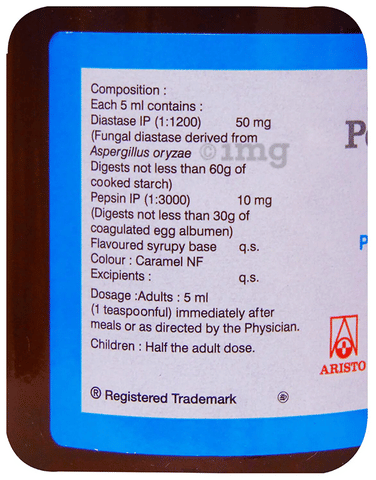 Composition :
Each 5 ml contains :
Diastase IP (1:1200) 50 mg
(Fungal diastase derived from
Aspergillus oryzae
Digests not less than 60g of
cooked starch)
Pepsin IP (1:3000) 10 mg
(Digests not less than 30g of
coagulated egg albumen)
Flavoured syrupy base q.s.
Colour : Caramel NF
Excipients : q.s.
Dosage :Adults : 5 ml
(1 teaspoonful) immediately after
meals or as directed by the Physician.
Children : Half the adult dose.
® Registered Trademark
ARISTO
©img